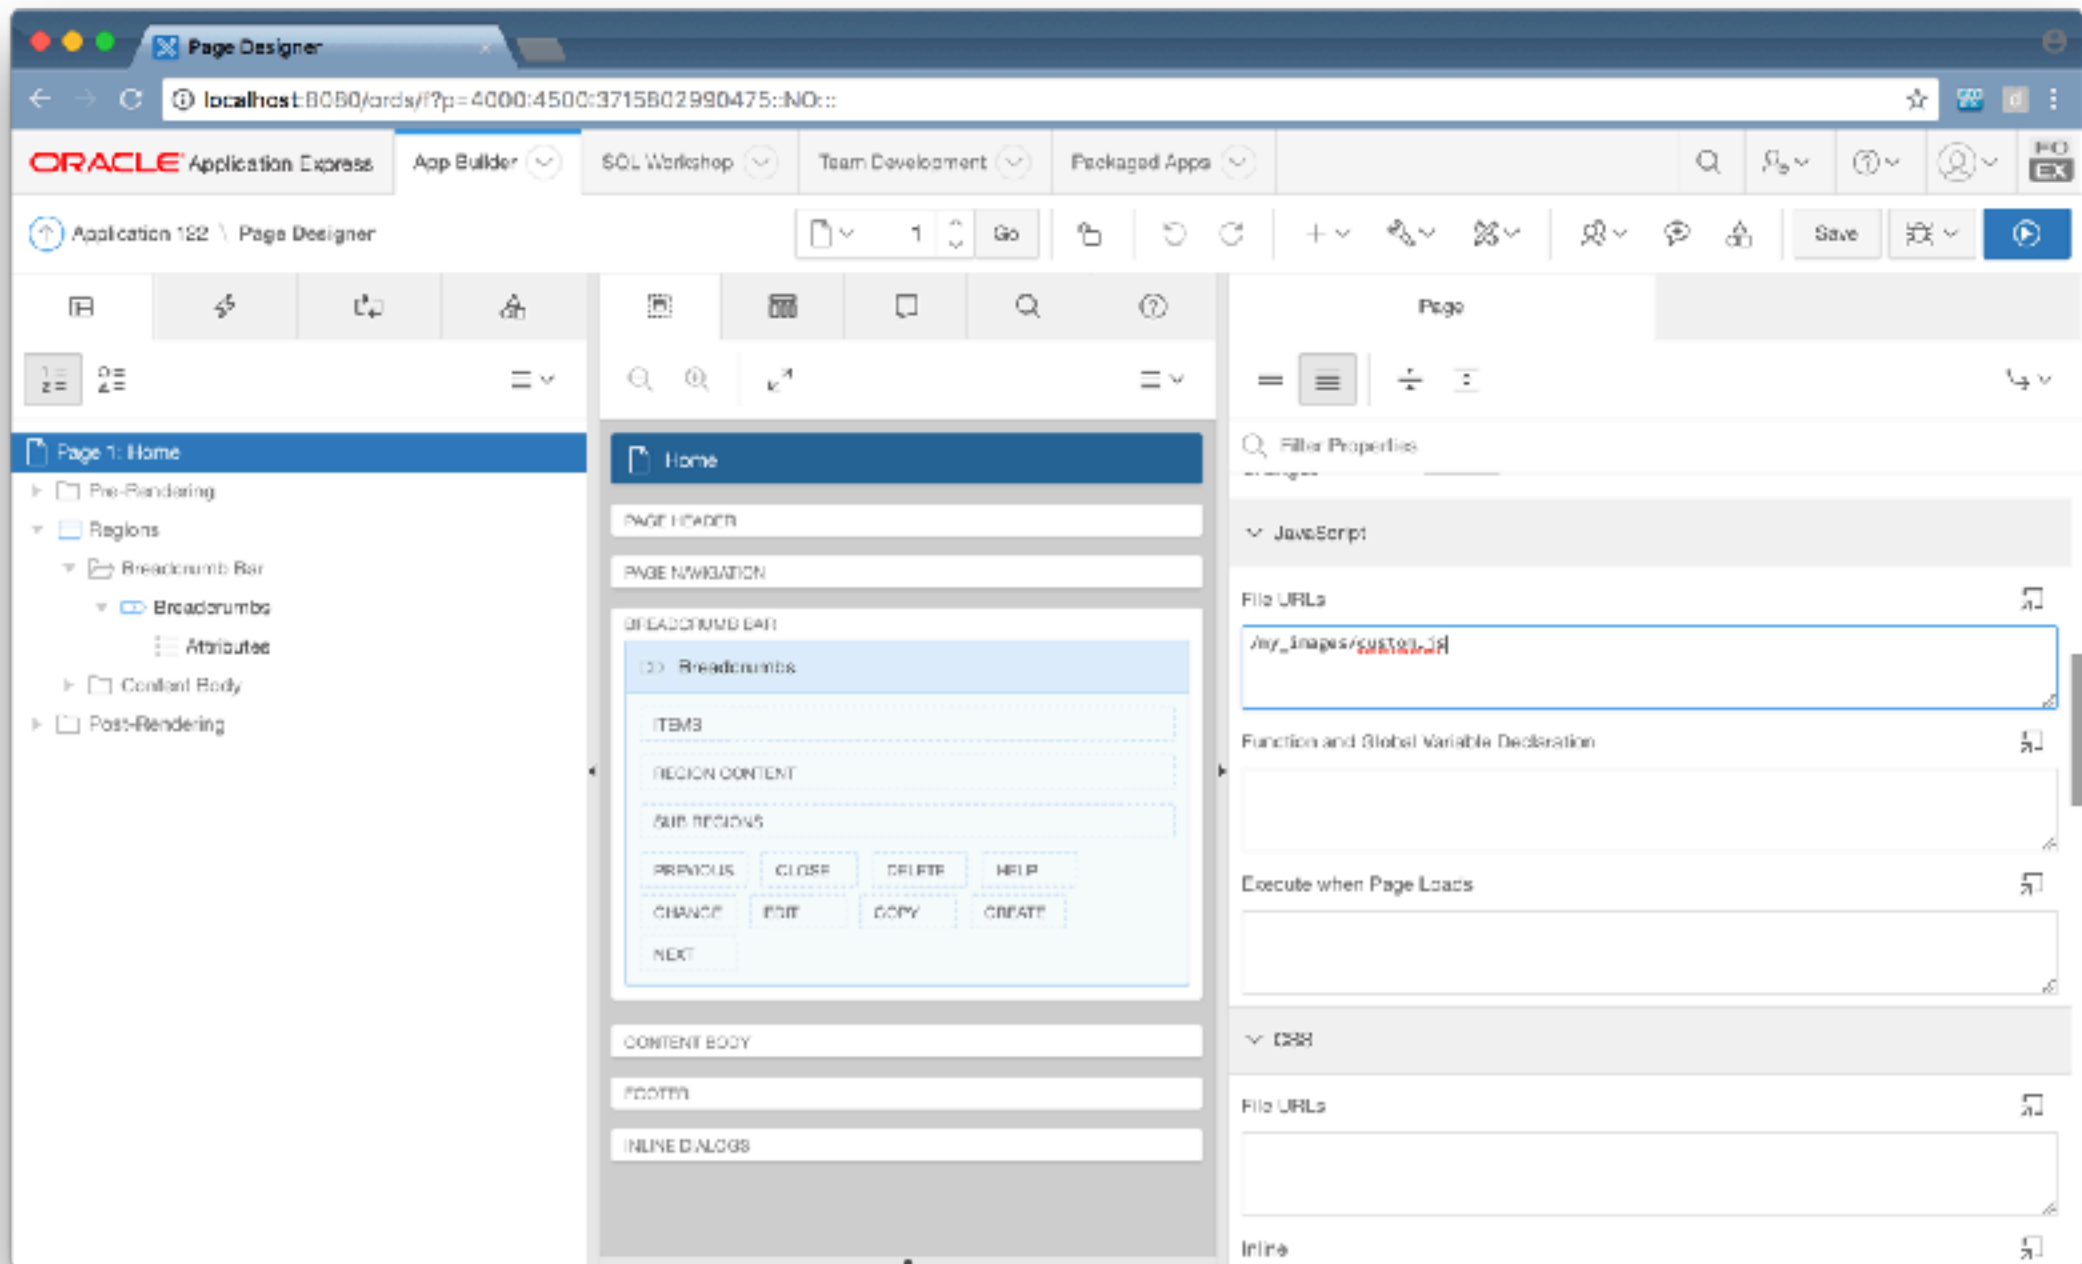 Page Designer
localhost:8080/ords/f?p=4000:4500:3715802990475::NO:::
ORACLE Application Express
App Builder
SQL Workshop
Team Development
Packaged Apps
FO
EX
Application 122 \ Page Designer
1
Go
Save
Page
Filter Properties
Page 1: Home
Pre-Rendering
Regions
Breadcrumb Bar
Breadcrumbs
Attributes
Content Body
Post-Rendering
Home
PAGE HEADER
PAGE NAVIGATION
BREADCRUMB BAR
Breadcrumbs
ITEMS
REGION CONTENT
SUB REGIONS
PREVIOUS CLOSE DELETE HELP
CHANGE EDIT COPY CREATE
NEXT
CONTENT BODY
FOOTER
INLINE DIALOGS
JavaScript
File URLs
/my_images/custom.js
Function and Global Variable Declaration
Execute when Page Loads
CSS
File URLs
Inline